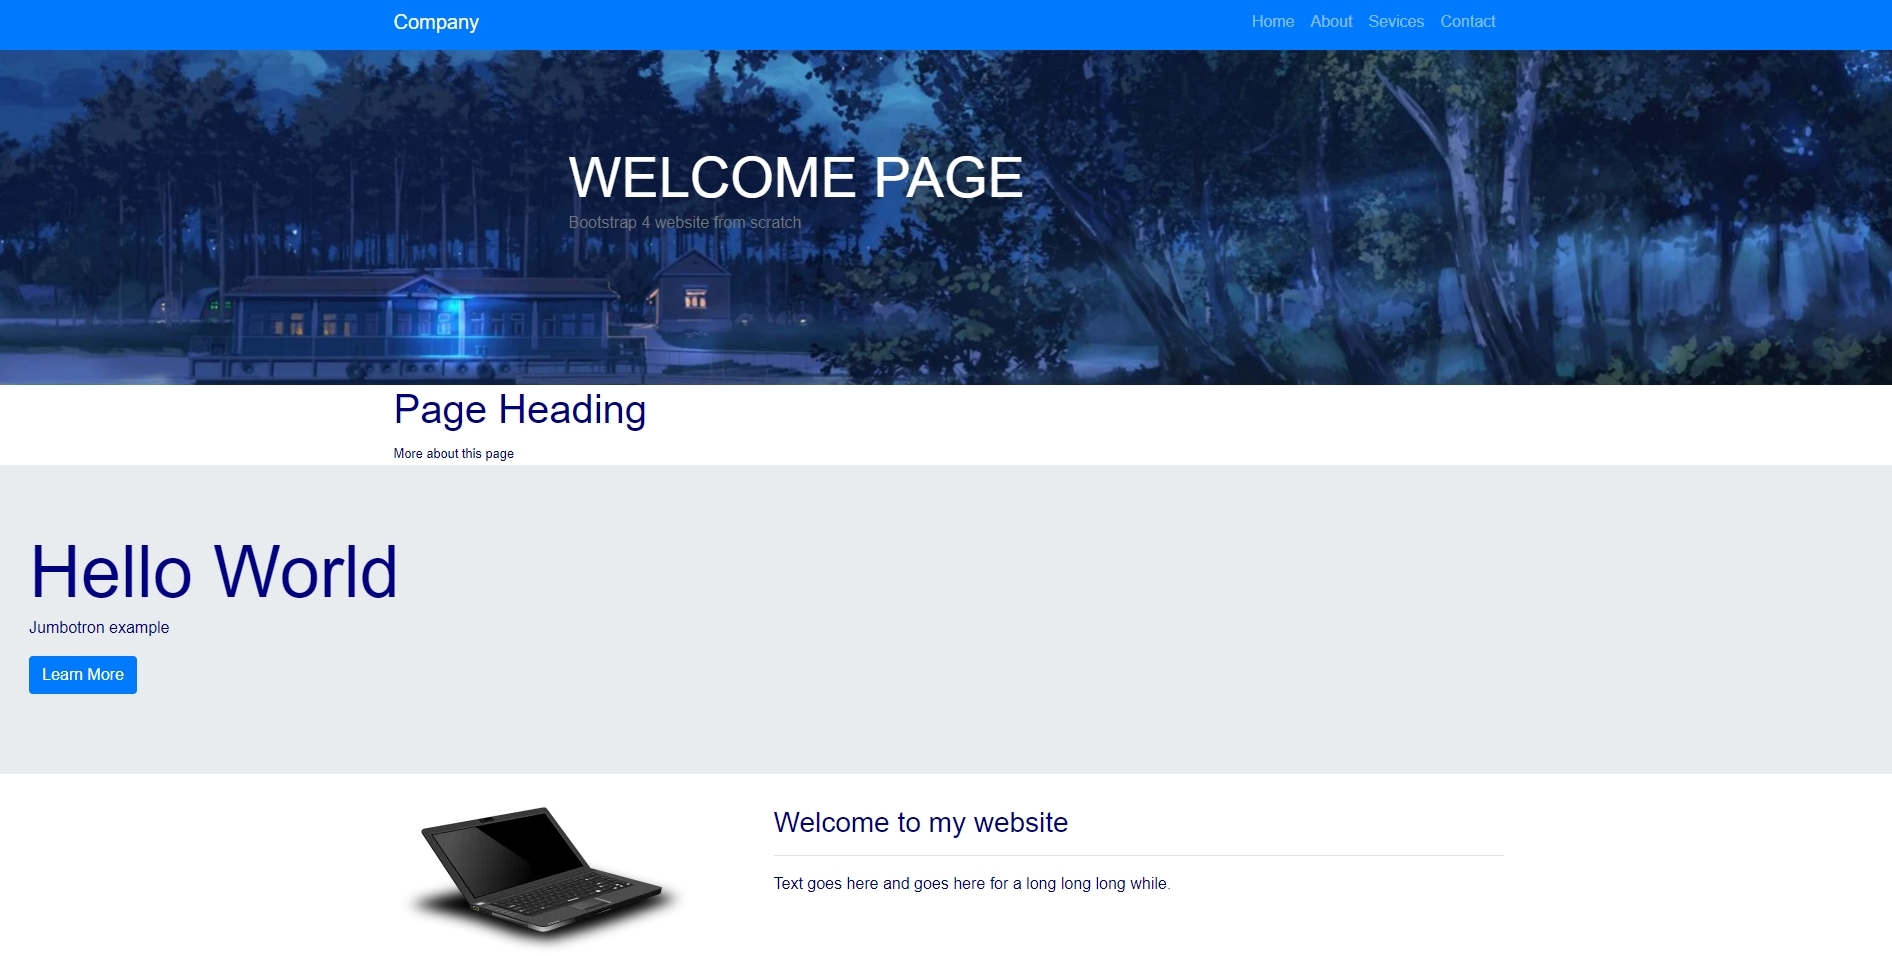 Company
Home About Sevices Contact
WELCOME PAGE
Bootstrap 4 website from scratch
Page Heading
More about this page
Hello World
Jumbotron example
Learn More
Welcome to my website
Text goes here and goes here for a long long long while.